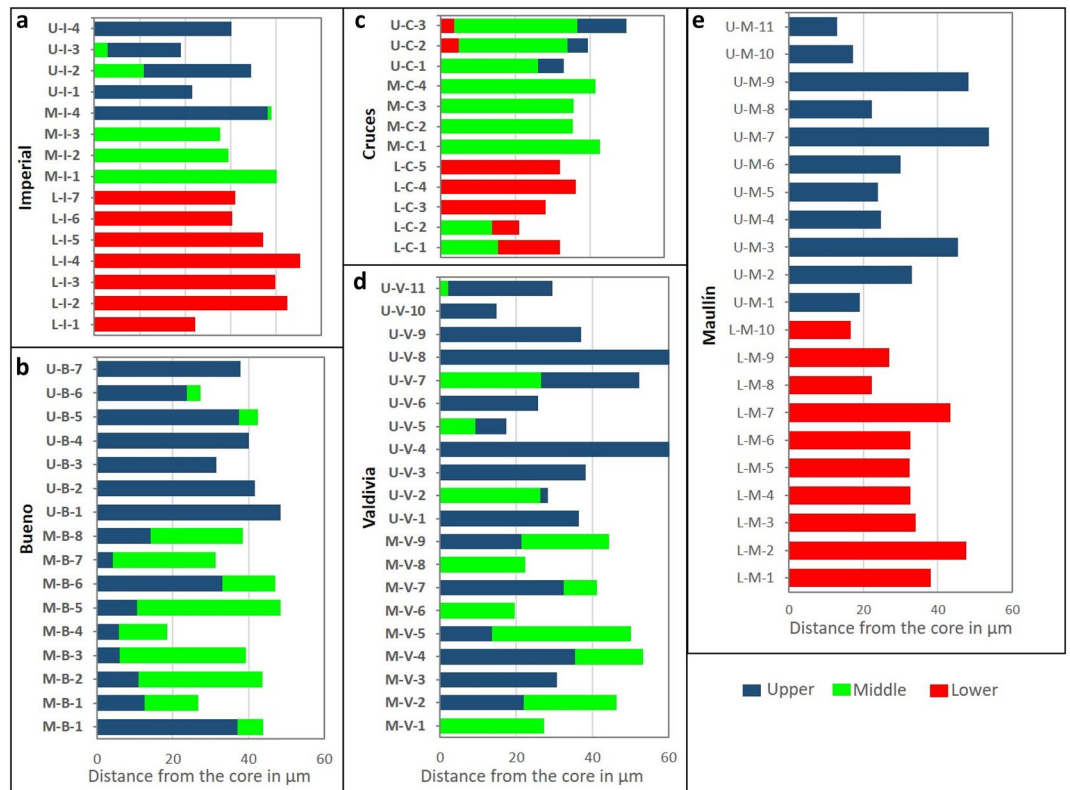 a
Imperial
U-I-4
U-I-3
U-I-2
U-I-1
M-I-4
M-I-3
M-I-2
M-I-1
L-I-7
L-I-6
L-I-5
L-I-4
L-I-3
L-I-2
L-I-1
b
Bueno
U-B-7
U-B-6
U-B-5
U-B-4
U-B-3
U-B-2
U-B-1
M-B-8
M-B-7
M-B-6
M-B-5
M-B-4
M-B-3
M-B-2
M-B-1
M-B-1
0 20 40 60
Distance from the core in μm
c
Cruces
U-C-3
U-C-2
U-C-1
M-C-4
M-C-3
M-C-2
M-C-1
L-C-5
L-C-4
L-C-3
L-C-2
L-C-1
d
Valdivia
U-V-11
U-V-10
U-V-9
U-V-8
U-V-7
U-V-6
U-V-5
U-V-4
U-V-3
U-V-2
U-V-1
M-V-9
M-V-8
M-V-7
M-V-6
M-V-5
M-V-4
M-V-3
M-V-2
M-V-1
0 20 40 60
Distance from the core in μm
e
Maullín
U-M-11
U-M-10
U-M-9
U-M-8
U-M-7
U-M-6
U-M-5
U-M-4
U-M-3
U-M-2
U-M-1
L-M-10
L-M-9
L-M-8
L-M-7
L-M-6
L-M-5
L-M-4
L-M-3
L-M-2
L-M-1
0 20 40 60
Distance from the core in μm
Upper Middle Lower